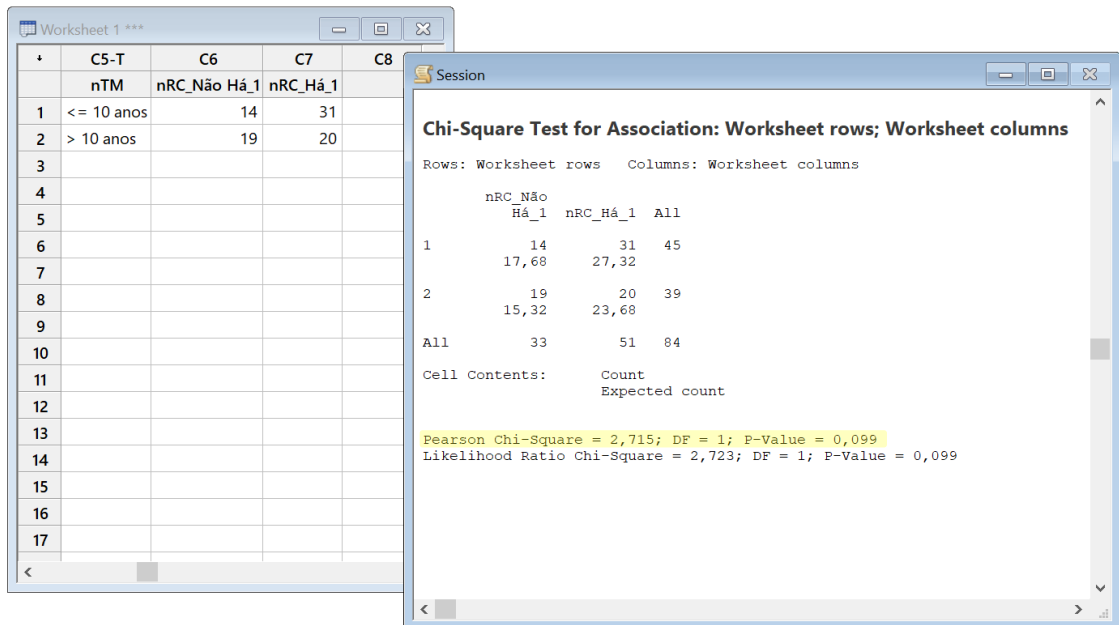 Worksheet 1 ***
↓ C5-T C6 C7 C8
nTM nRC_Não Há_1 nRC_Há_1
1 <= 10 anos 14 31
2 > 10 anos 19 20
3
4
5
6
7
8
9
10
11
12
13
14
15
16
17
Session
Chi-Square Test for Association: Worksheet rows; Worksheet columns
Rows: Worksheet rows Columns: Worksheet columns
nRC_Não
Há_1 nRC_Há_1 All
1 14 31 45
17,68 27,32
2 19 20 39
15,32 23,68
All 33 51 84
Cell Contents: Count
Expected count
Pearson Chi-Square = 2,715; DF = 1; P-Value = 0,099
Likelihood Ratio Chi-Square = 2,723; DF = 1; P-Value = 0,099